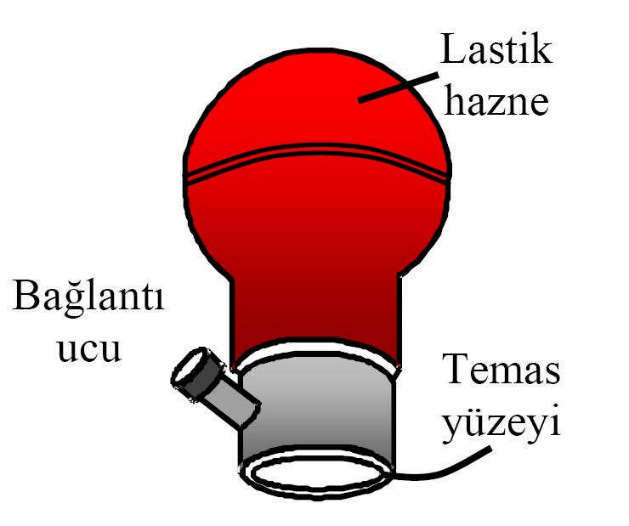 Lastik
hazne
Bağlantı
ucu
Temas
yüzeyi